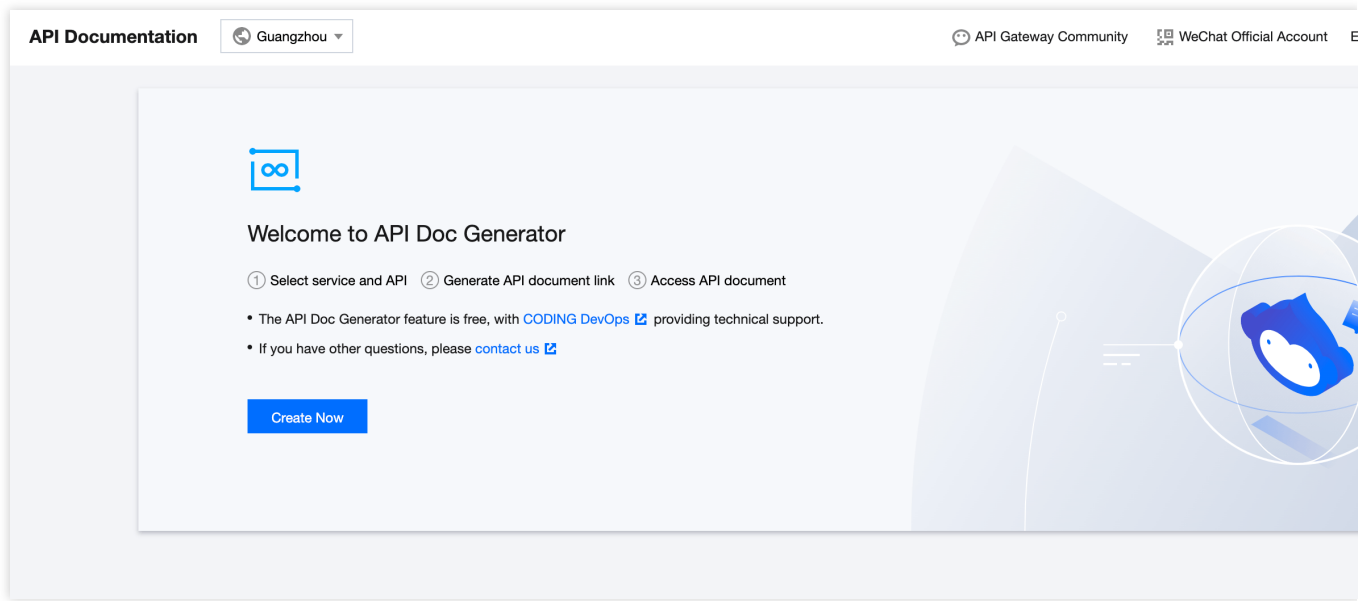 API Documentation Guangzhou API Gateway Community WeChat Official Account
Welcome to API Doc Generator
1 Select service and API 2 Generate API document link 3 Access API document
• The API Doc Generator feature is free, with CODING DevOps providing technical support.
• If you have other questions, please contact us
Create Now